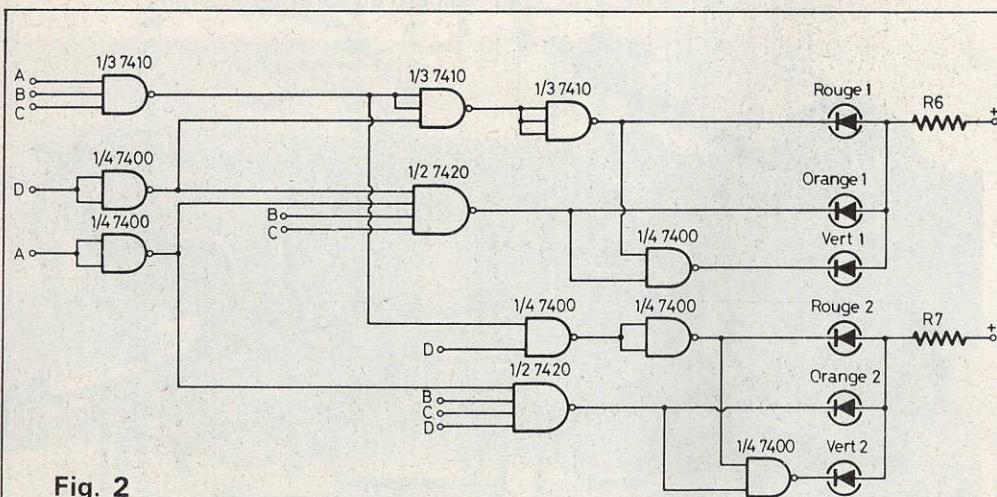 A
B
C
1/3 7410
1/3 7410
1/3 7410
Rouge 1
R6
+
D
1/4 7400
1/2 7420
Orange 1
A
1/4 7400
B
C
1/4 7400
Vert 1
1/4 7400
1/4 7400
Rouge 2
R7
+
D
1/2 7420
B
C
D
Orange 2
1/4 7400
Vert 2
Fig. 2